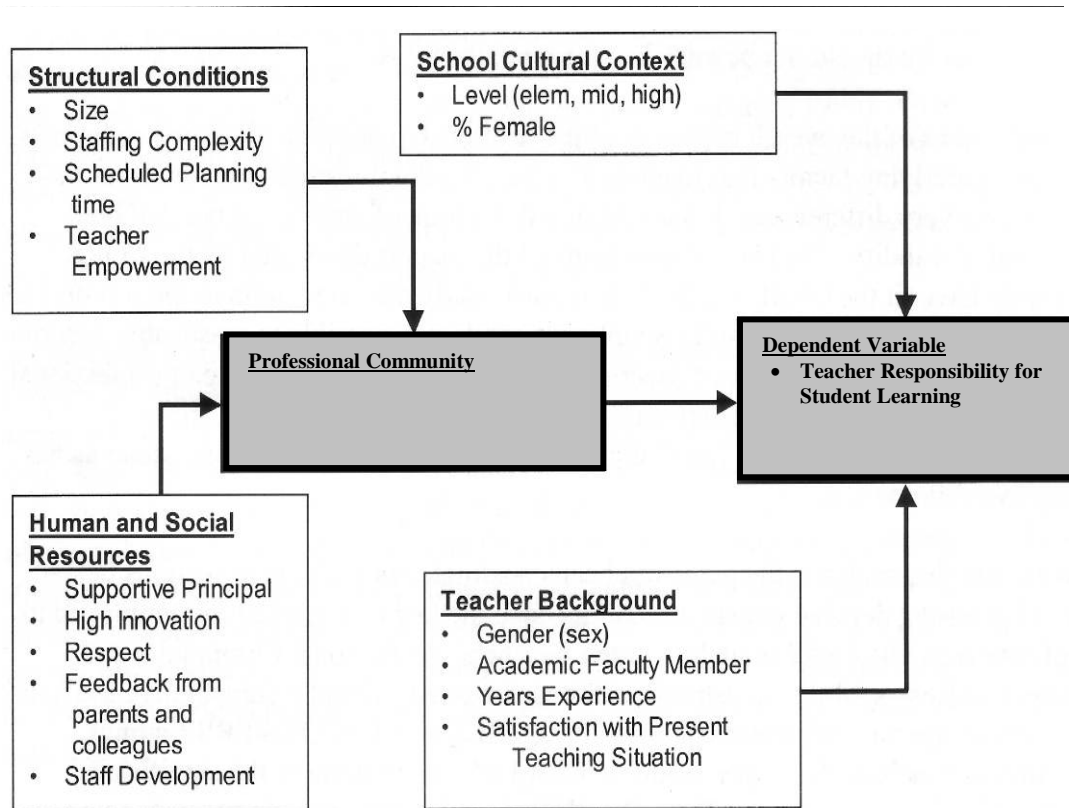 Structural Conditions
• Size
• Staffing Complexity
• Scheduled Planning
time
• Teacher
Empowerment
School Cultural Context
• Level (elem, mid, high)
• % Female
Professional Community
Dependent Variable
• Teacher Responsibility for
Student Learning
Human and Social
Resources
• Supportive Principal
• High Innovation
• Respect
• Feedback from
parents and
colleagues
• Staff Development
Teacher Background
• Gender (sex)
• Academic Faculty Member
• Years Experience
• Satisfaction with Present
Teaching Situation